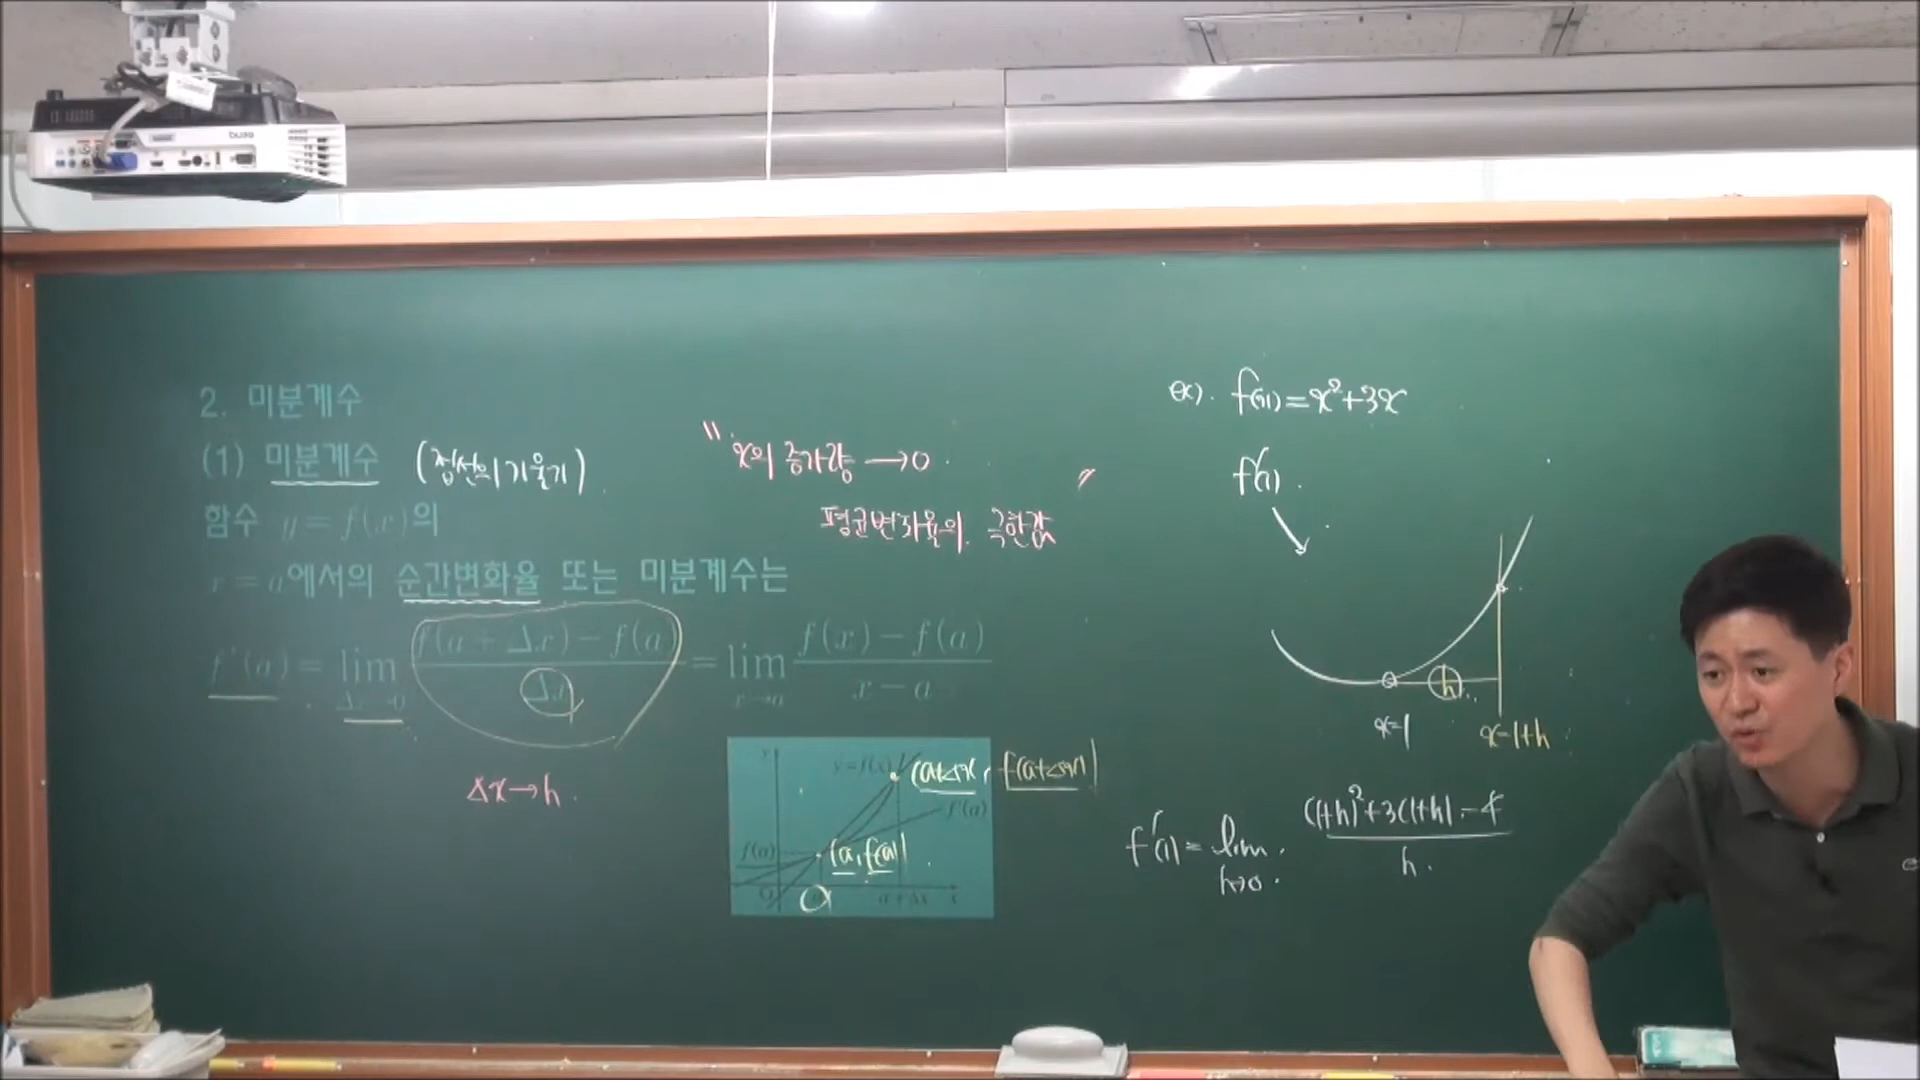 BenQ
2. 미분계수
(1) 미분계수 (접선의 기울기)
함수 y = f(x)의
x = a에서의 순간변화율 또는 미분계수는
f'(a) = lim Δx→0 f(a + Δx) − f(a) / Δx = lim x→a f(x) − f(a) / x − a
Δx→h.
" x의 증가량 → 0
평균변화율의 극한값 "
y
y=f(x)
(a+Δx, f(a+Δx))
f'(a)
f(a)
(a, f(a))
O a a+Δx x
ex). f(x)=x²+3x
f'(1).
h
x=1 x=1+h
f'(1) = lim h→0 (1+h)²+3(1+h)−4 / h.